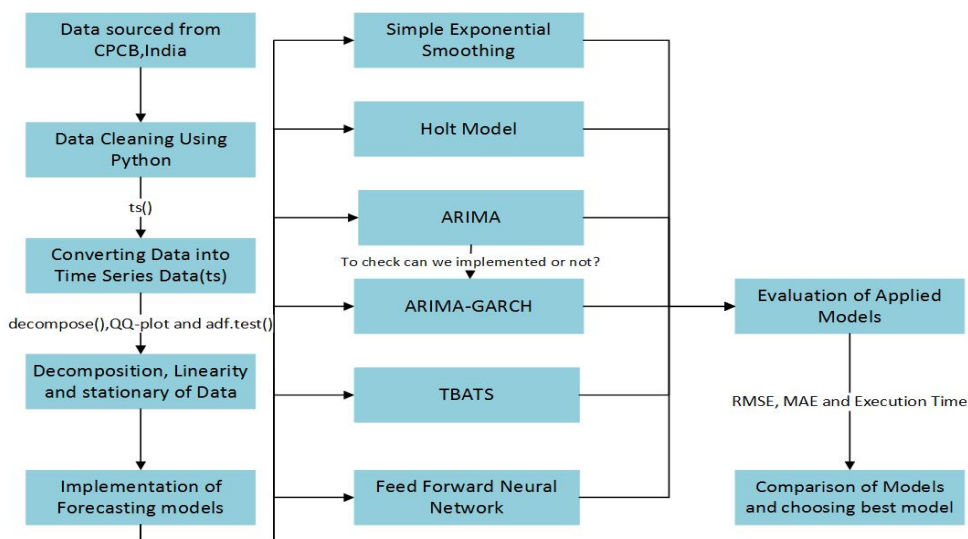 Data sourced from
CPCB,India
Data Cleaning Using
Python
ts()
Converting Data into
Time Series Data(ts)
decompose(),QQ-plot and adf.test()
Decomposition, Linearity
and stationary of Data
Implementation of
Forecasting models
Simple Exponential
Smoothing
Holt Model
ARIMA
To check can we implemented or not?
ARIMA-GARCH
TBATS
Feed Forward Neural
Network
Evaluation of Applied
Models
RMSE, MAE and Execution Time
Comparison of Models
and choosing best model